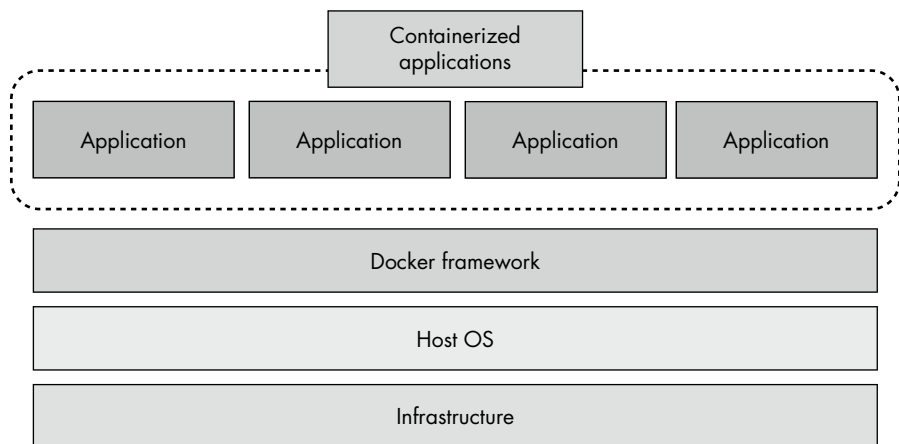 Containerized
applications
Application
Application
Application
Application
Docker framework
Host OS
Infrastructure